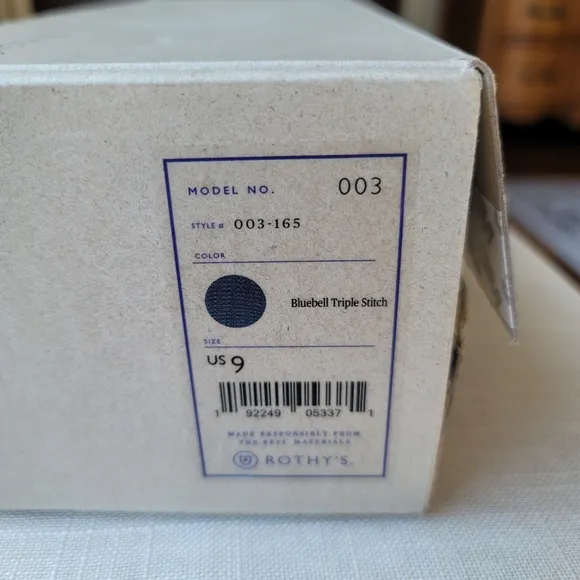 MODEL NO. 003
STYLE # 003-165
COLOR
Bluebell Triple Stitch
SIZE
US 9
1 92249 05337 1
MADE RESPONSIBLY FROM
THE BEST MATERIALS
ROTHY'S.